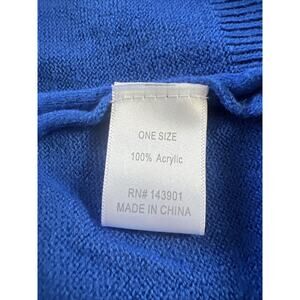 ONE SIZE
100% Acrylic
RN# 143901
MADE IN CHINA